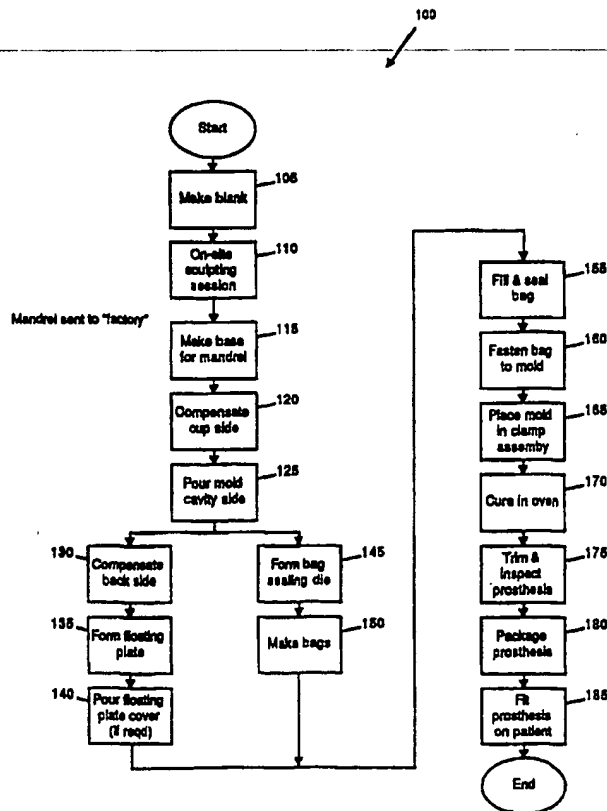 100
Start
Make blank
105
On-site
sculpting
session
110
Mandrel sent to "factory"
Make base
for mandrel
115
Compensate
cup side
120
Pour mold
cavity side
125
Compensate
back side
130
Form floating
plate
135
Pour floating
plate cover
(if reqd)
140
Form bag
sealing die
145
Make bags
150
Fill & seal
bag
155
Fasten bag
to mold
160
Place mold
in clamp
assemby
165
Cure in oven
170
Trim &
inspect
prosthesis
175
Package
prosthesis
180
Fit
prosthesis
on patient
185
End